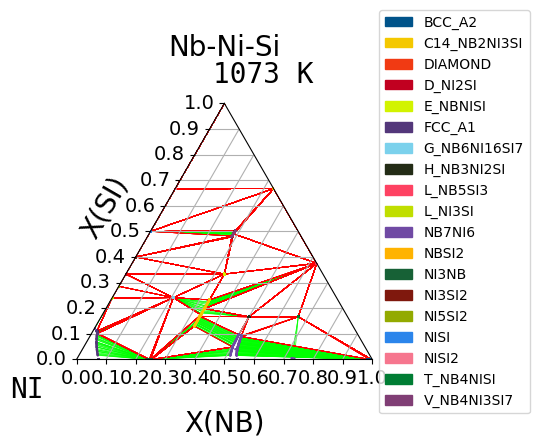 Nb-Ni-Si
1073 K
1.0
0.9
0.8
0.7
0.6
0.5
0.4
0.3
0.2
0.1
0.0
X(SI)
0.00.10.20.30.40.50.60.70.80.91.0
NI
X(NB)
BCC_A2
C14_NB2NI3SI
DIAMOND
D_NI2SI
E_NBNISI
FCC_A1
G_NB6NI16SI7
H_NB3NI2SI
L_NB5SI3
L_NI3SI
NB7NI6
NBSI2
NI3NB
NI3SI2
NI5SI2
NISI
NISI2
T_NB4NISI
V_NB4NI3SI7